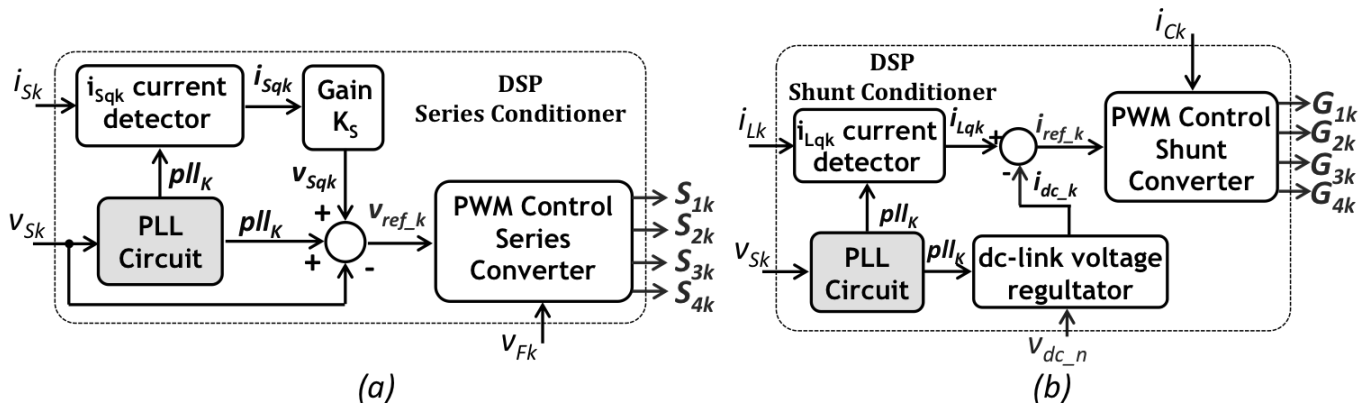 DSP
Series Conditioner
i_Sk
i_Sqk current
detector
i_Sqk
Gain
K_S
v_Sqk
pll_K
v_Sk
PLL
Circuit
pll_K
+
+
-
v_ref_k
PWM Control
Series
Converter
S_1k
S_2k
S_3k
S_4k
v_Fk
(a)
DSP
Shunt Conditioner
i_Ck
i_Lk
i_Lqk current
detector
i_Lqk
+
-
i_ref_k
i_dc_k
PWM Control
Shunt
Converter
G_1k
G_2k
G_3k
G_4k
pll_K
v_Sk
PLL
Circuit
pll_K
dc-link voltage
regultator
v_dc_n
(b)